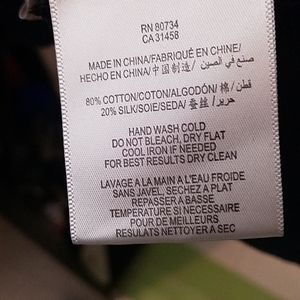 RN 80734
CA 31458
MADE IN CHINA/FABRIQUÉ EN CHINE/
HECHO EN CHINA/中国制造/ صنع في الصين
80% COTTON/COTON/ALGODÓN/棉/ قطن
20% SILK/SOIE/SEDA/蚕丝/ حرير
HAND WASH COLD
DO NOT BLEACH, DRY FLAT
COOL IRON IF NEEDED
FOR BEST RESULTS DRY CLEAN
LAVAGE A LA MAIN A L'EAU FROIDE
SANS JAVEL, SECHEZ A PLAT
REPASSER A BASSE
TEMPERATURE SI NECESSAIRE
POUR DE MEILLEURS
RESULATS NETTOYER A SEC